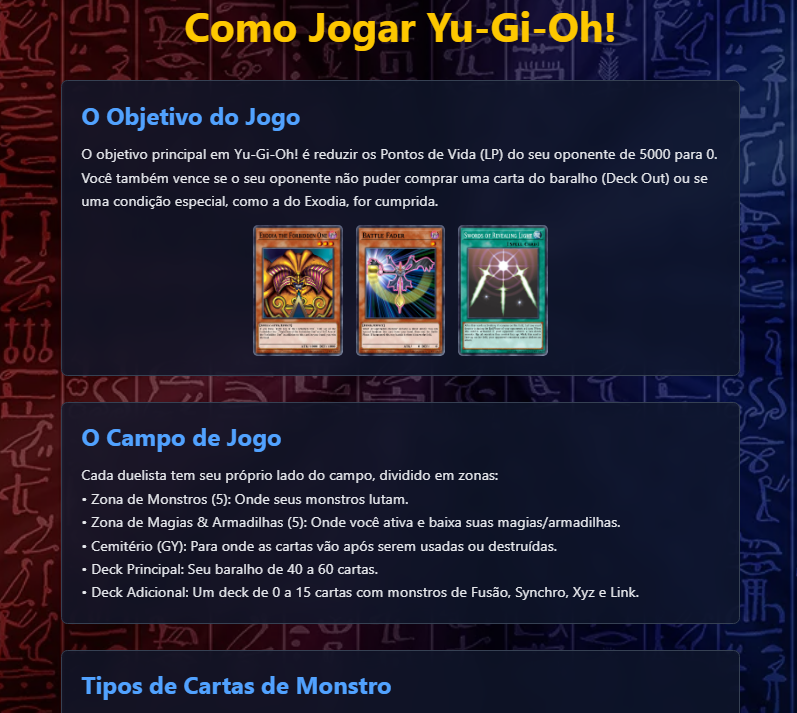 Como Jogar Yu-Gi-Oh!
O Objetivo do Jogo
O objetivo principal em Yu-Gi-Oh! é reduzir os Pontos de Vida (LP) do seu oponente de 5000 para 0.
Você também vence se o seu oponente não puder comprar uma carta do baralho (Deck Out) ou se
uma condição especial, como a do Exodia, for cumprida.
Exodia the Forbidden One
Battle Fader
Swords of Revealing Light
O Campo de Jogo
Cada duelista tem seu próprio lado do campo, dividido em zonas:
• Zona de Monstros (5): Onde seus monstros lutam.
• Zona de Magias & Armadilhas (5): Onde você ativa e baixa suas magias/armadilhas.
• Cemitério (GY): Para onde as cartas vão após serem usadas ou destruídas.
• Deck Principal: Seu baralho de 40 a 60 cartas.
• Deck Adicional: Um deck de 0 a 15 cartas com monstros de Fusão, Synchro, Xyz e Link.
Tipos de Cartas de Monstro